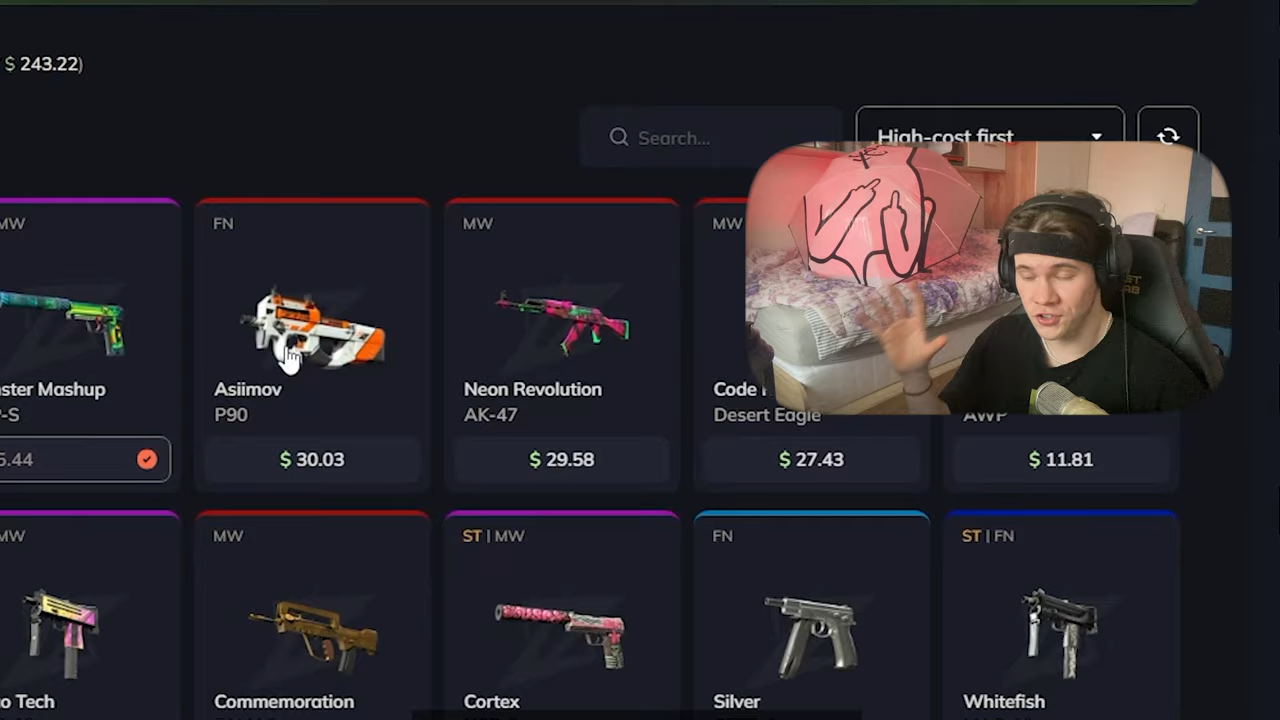 $ 243.22)
Search...
High-cost first
MW
FN
MW
MW
ster Mashup
Asiimov
Neon Revolution
Code
P-S
P90
AK-47
Desert Eagle
AWP
5.44
$ 30.03
$ 29.58
$ 27.43
$ 11.81
MW
MW
ST | MW
FN
ST | FN
o Tech
Commemoration
Cortex
Silver
Whitefish